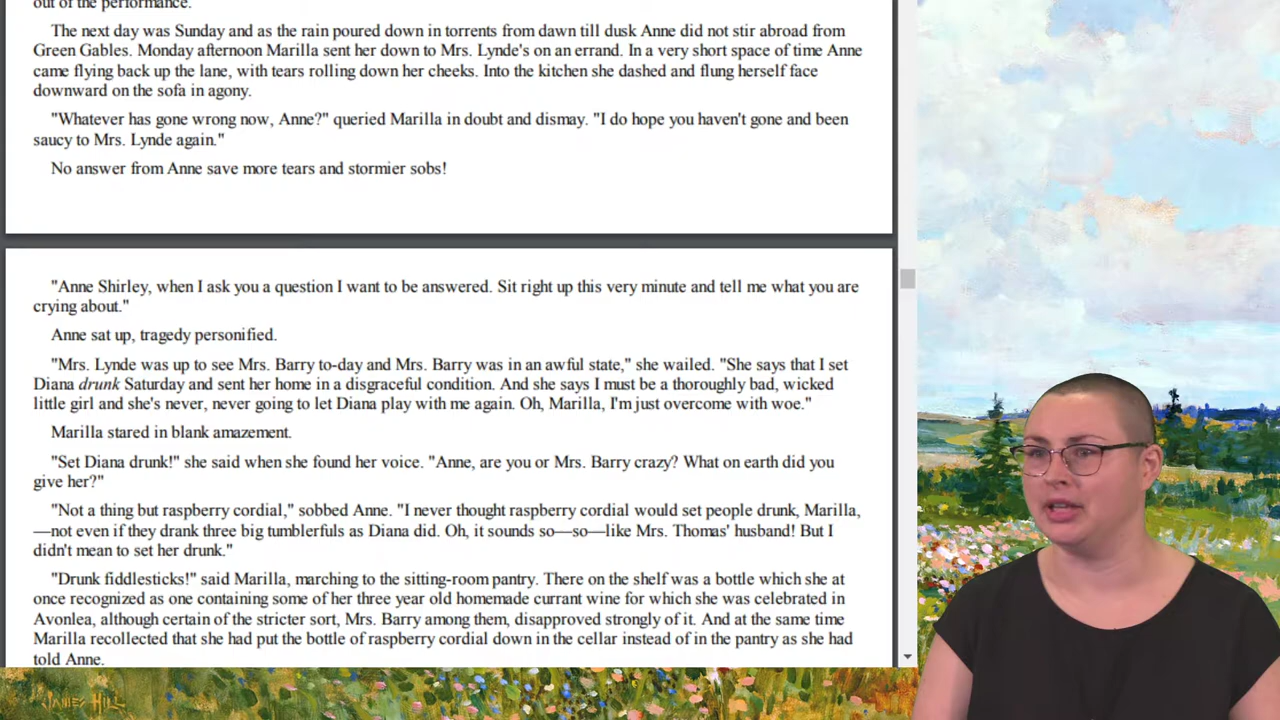 out of the performance.
The next day was Sunday and as the rain poured down in torrents from dawn till dusk Anne did not stir abroad from
Green Gables. Monday afternoon Marilla sent her down to Mrs. Lynde's on an errand. In a very short space of time Anne
came flying back up the lane, with tears rolling down her cheeks. Into the kitchen she dashed and flung herself face
downward on the sofa in agony.
"Whatever has gone wrong now, Anne?" queried Marilla in doubt and dismay. "I do hope you haven't gone and been
saucy to Mrs. Lynde again."
No answer from Anne save more tears and stormier sobs!
"Anne Shirley, when I ask you a question I want to be answered. Sit right up this very minute and tell me what you are
crying about."
Anne sat up, tragedy personified.
"Mrs. Lynde was up to see Mrs. Barry to-day and Mrs. Barry was in an awful state," she wailed. "She says that I set
Diana drunk Saturday and sent her home in a disgraceful condition. And she says I must be a thoroughly bad, wicked
little girl and she's never, never going to let Diana play with me again. Oh, Marilla, I'm just overcome with woe."
Marilla stared in blank amazement.
"Set Diana drunk!" she said when she found her voice. "Anne, are you or Mrs. Barry crazy? What on earth did you
give her?"
"Not a thing but raspberry cordial," sobbed Anne. "I never thought raspberry cordial would set people drunk, Marilla,
—not even if they drank three big tumblerfuls as Diana did. Oh, it sounds so—so—like Mrs. Thomas' husband! But I
didn't mean to set her drunk."
"Drunk fiddlesticks!" said Marilla, marching to the sitting-room pantry. There on the shelf was a bottle which she at
once recognized as one containing some of her three year old homemade currant wine for which she was celebrated in
Avonlea, although certain of the stricter sort, Mrs. Barry among them, disapproved strongly of it. And at the same time
Marilla recollected that she had put the bottle of raspberry cordial down in the cellar instead of in the pantry as she had
told Anne.
JAMES HILL